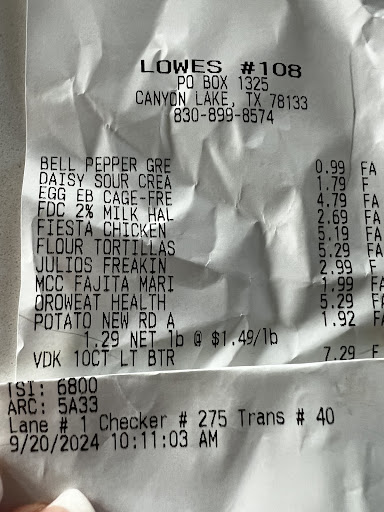 LOWES #108
PO BOX 1325
CANYON LAKE, TX 78133
830-899-8574
BELL PEPPER GRE 0.99 FA
DAISY SOUR CREA 1.79 F
EGG EB CAGE-FRE 4.79 FA
FDC 2% MILK HAL 2.69 FA
FIESTA CHICKEN 5.19 FA
FLOUR TORTILLAS 5.29 FA
JULIOS FREAKIN 2.99 F
MCC FAJITA MARI 1.99 FA
OROWEAT HEALTH 5.29 FA
POTATO NEW RD A 1.92 FA
1.29 NET lb @ $1.49/lb
VDK 10CT LT BTR 7.29 F
TSI: 6800
ARC: 5A33
Lane # 1 Checker # 275 Trans # 40
9/20/2024 10:11:03 AM